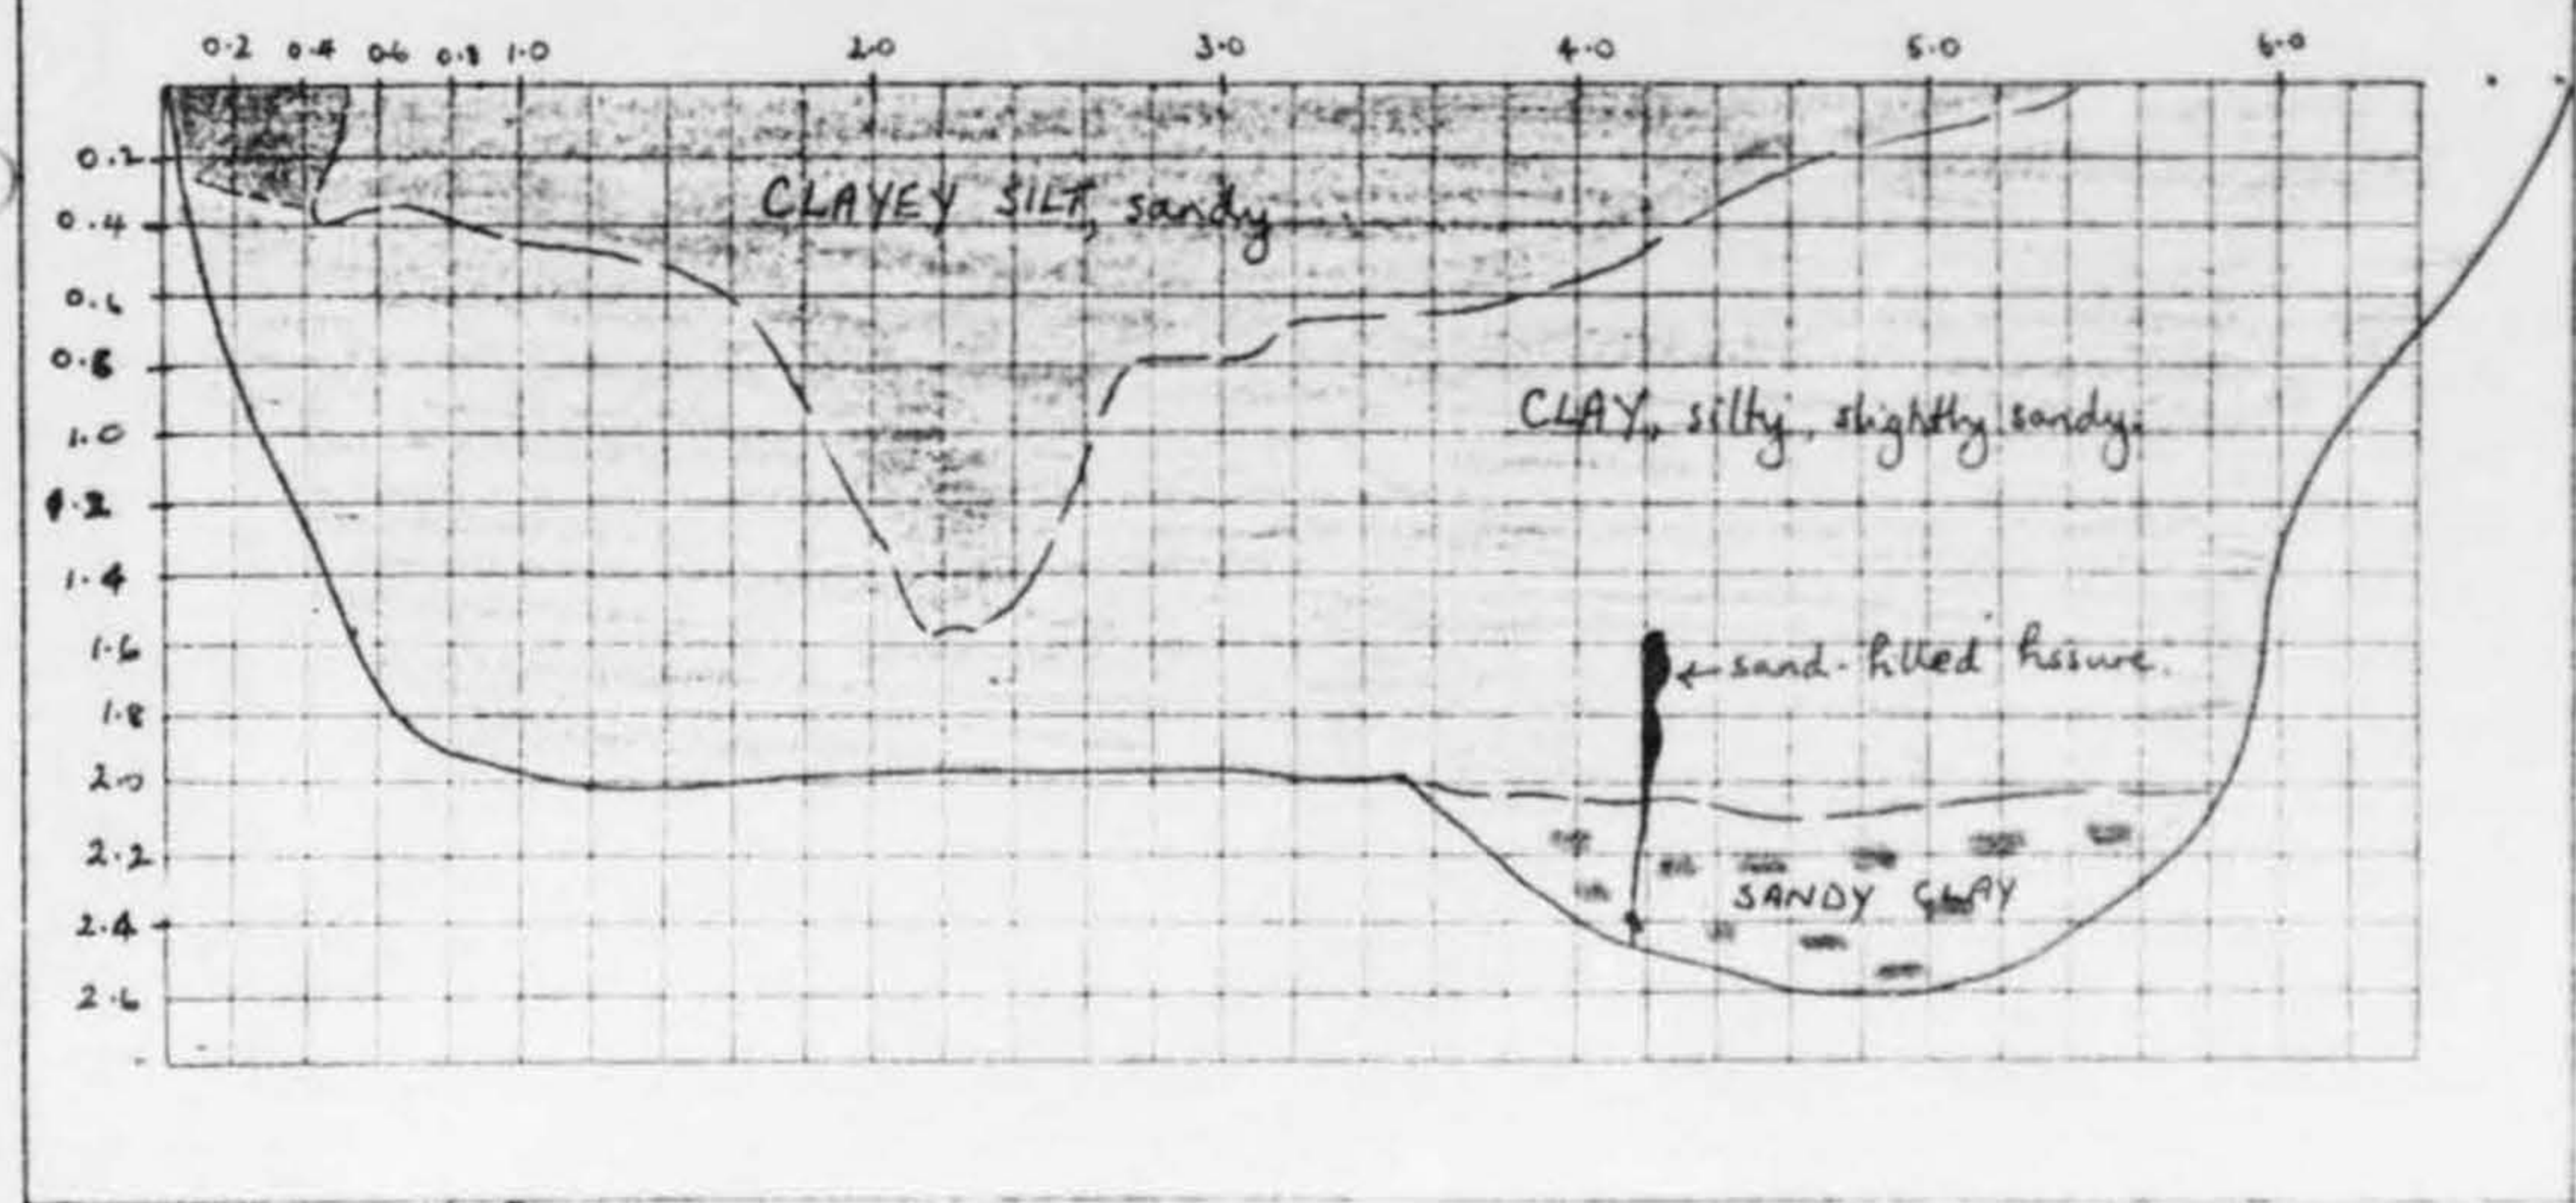 0.2 0.4 0.6 0.8 1.0 2.0 3.0 4.0 5.0 6.0
0.2
CLAYEY SILT, sandy
0.4
0.6
0.8
CLAY, silty, slightly sandy.
1.0
1.2
1.4
1.6
← sand-filled fissure.
1.8
2.0
2.2
SANDY CLAY
2.4
2.6